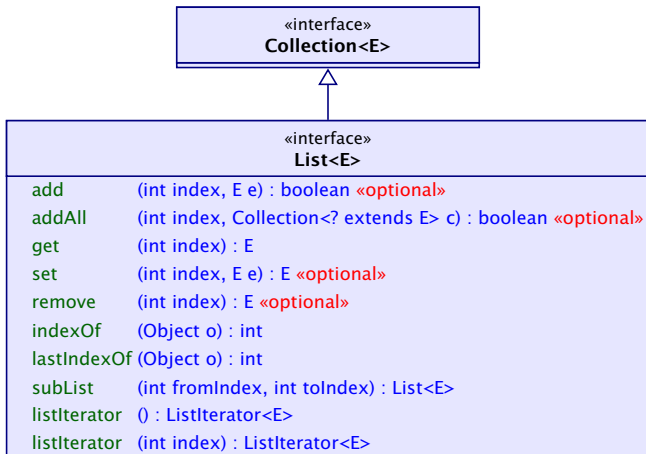 «interface»
Collection<E>
«interface»
List<E>
add (int index, E e) : boolean «optional»
addAll (int index, Collection<? extends E> c) : boolean «optional»
get (int index) : E
set (int index, E e) : E «optional»
remove (int index) : E «optional»
indexOf (Object o) : int
lastIndexOf (Object o) : int
subList (int fromIndex, int toIndex) : List<E>
listIterator () : ListIterator<E>
listIterator (int index) : ListIterator<E>